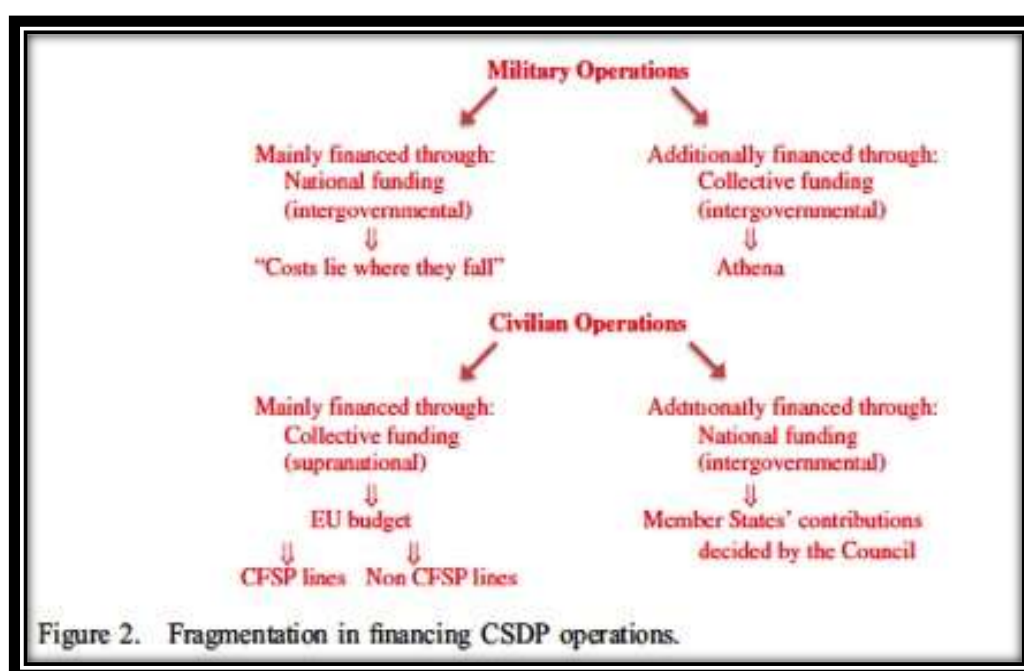 Military Operations
Mainly financed through:
National funding
(intergovernmental)
⇓
“Costs lie where they fall”
Additionally financed through:
Collective funding
(intergovernmental)
⇓
Athena
Civilian Operations
Mainly financed through:
Collective funding
(supranational)
⇓
EU budget
⇓ ⇓
CFSP lines Non CFSP lines
Additionally financed through:
National funding
(intergovernmental)
⇓
Member States’ contributions
decided by the Council
Figure 2. Fragmentation in financing CSDP operations.